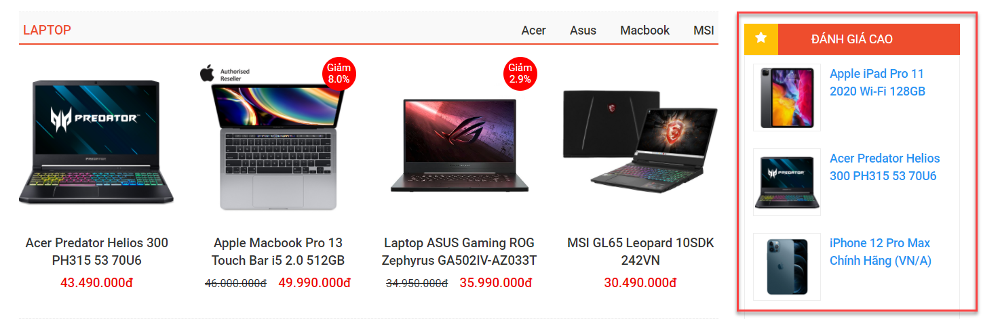 LAPTOP
Acer Asus Macbook MSI
Authorised
Reseller
Giảm
8.0%
Giảm
2.9%
PREDATOR
PREDATOR
Acer Predator Helios 300
PH315 53 70U6
43.490.000đ
Apple Macbook Pro 13
Touch Bar i5 2.0 512GB
46.000.000đ 49.990.000đ
Laptop ASUS Gaming ROG
Zephyrus GA502IV-AZ033T
34.950.000đ 35.990.000đ
MSI GL65 Leopard 10SDK
242VN
30.490.000đ
ĐÁNH GIÁ CAO
Apple iPad Pro 11
2020 Wi-Fi 128GB
PREDATOR
Acer Predator Helios
300 PH315 53 70U6
iPhone 12 Pro Max
Chính Hãng (VN/A)